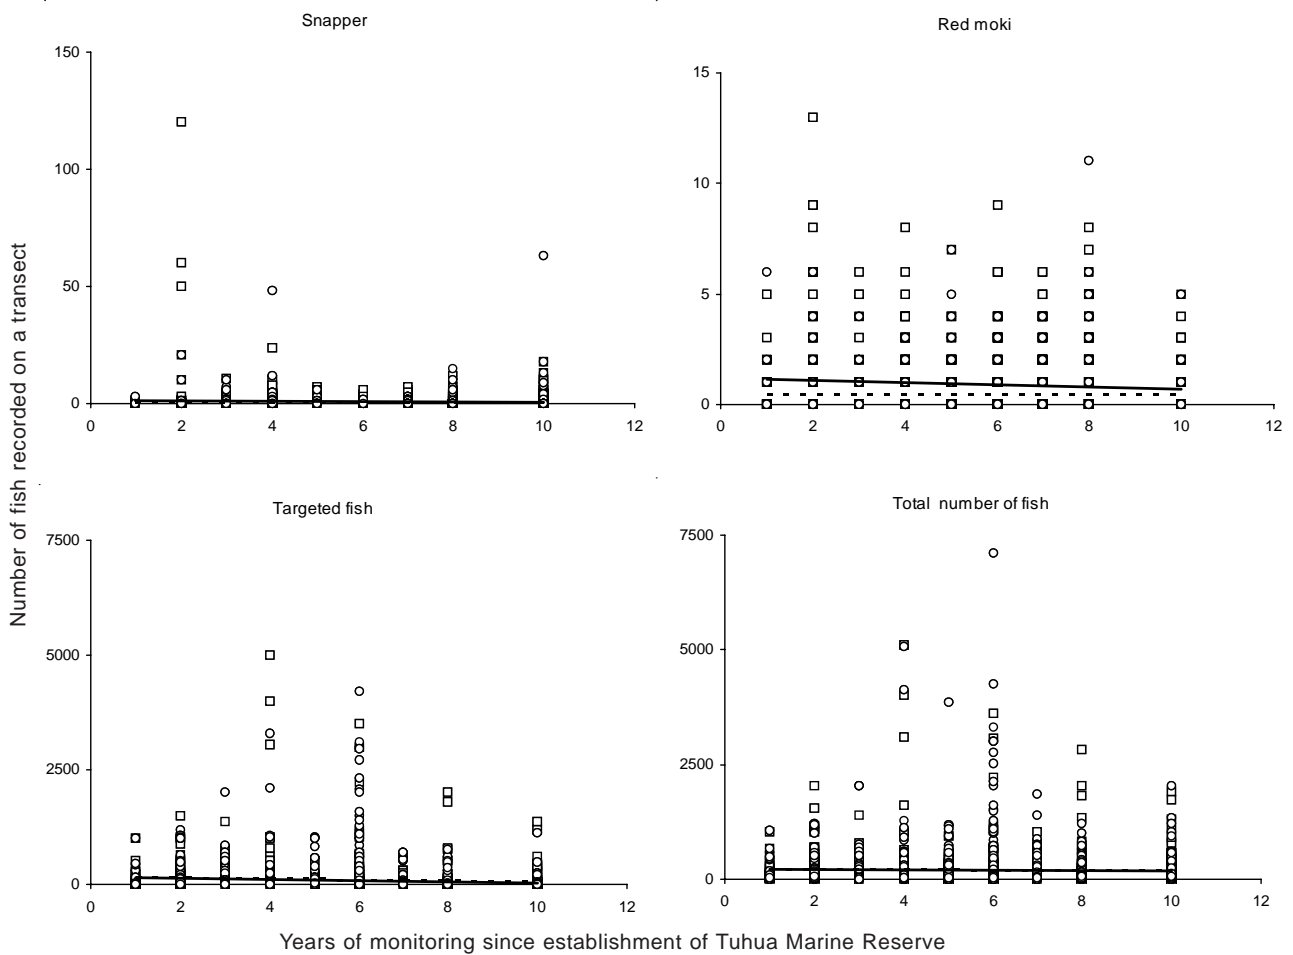 Snapper
150
100
50
0
0 2 4 6 8 10 12
Red moki
15
10
5
0
0 2 4 6 8 10 12
Number of fish recorded on a transect
Targeted fish
7500
5000
2500
0
0 2 4 6 8 10 12
Total number of fish
7500
5000
2500
0
0 2 4 6 8 10 12
Years of monitoring since establishment of Tuhua Marine Reserve